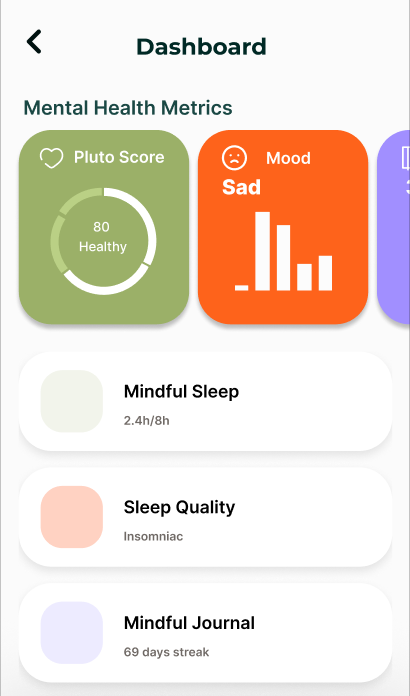 Dashboard
Mental Health Metrics
Pluto Score
80
Healthy
Mood
Sad
Mindful Sleep
2.4h/8h
Sleep Quality
Insomniac
Mindful Journal
69 days streak